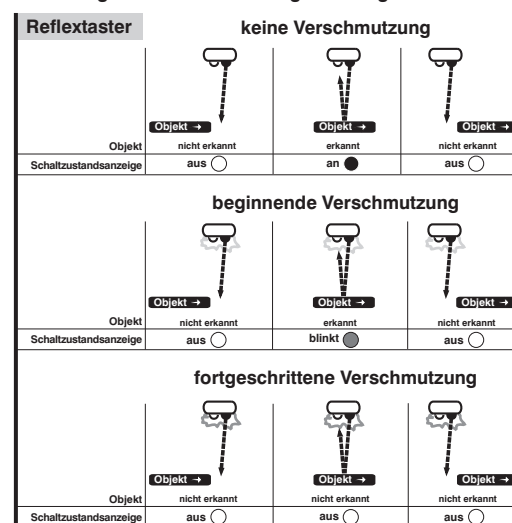 Reflextaster keine Verschmutzung
Objekt → Objekt → Objekt →
Objekt nicht erkannt erkannt nicht erkannt
Schaltzustandsanzeige aus an aus
beginnende Verschmutzung
Objekt → Objekt → Objekt →
Objekt nicht erkannt erkannt nicht erkannt
Schaltzustandsanzeige aus blinkt aus
fortgeschrittene Verschmutzung
Objekt → Objekt → Objekt →
Objekt nicht erkannt nicht erkannt nicht erkannt
Schaltzustandsanzeige aus aus aus